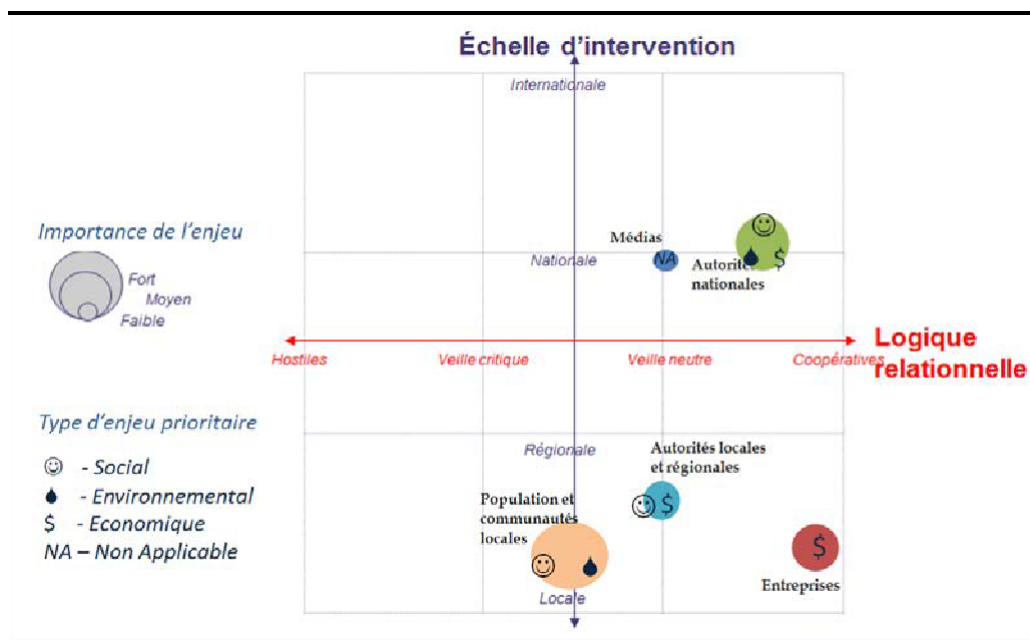 Échelle d'intervention
Internationale
Importance de l'enjeu
Fort
Moyen
Faible
Médias
Nationale
NA
$
Autorités
nationales
Logique
relationnelle
Hostiles
Veille critique
Veille neutre
Coopératives
Type d'enjeu prioritaire
- Social
- Environnemental
$ - Economique
NA – Non Applicable
Régionale
Autorités locales
et régionales
$
Population et
communautés
locales
$
Entreprises
Locale